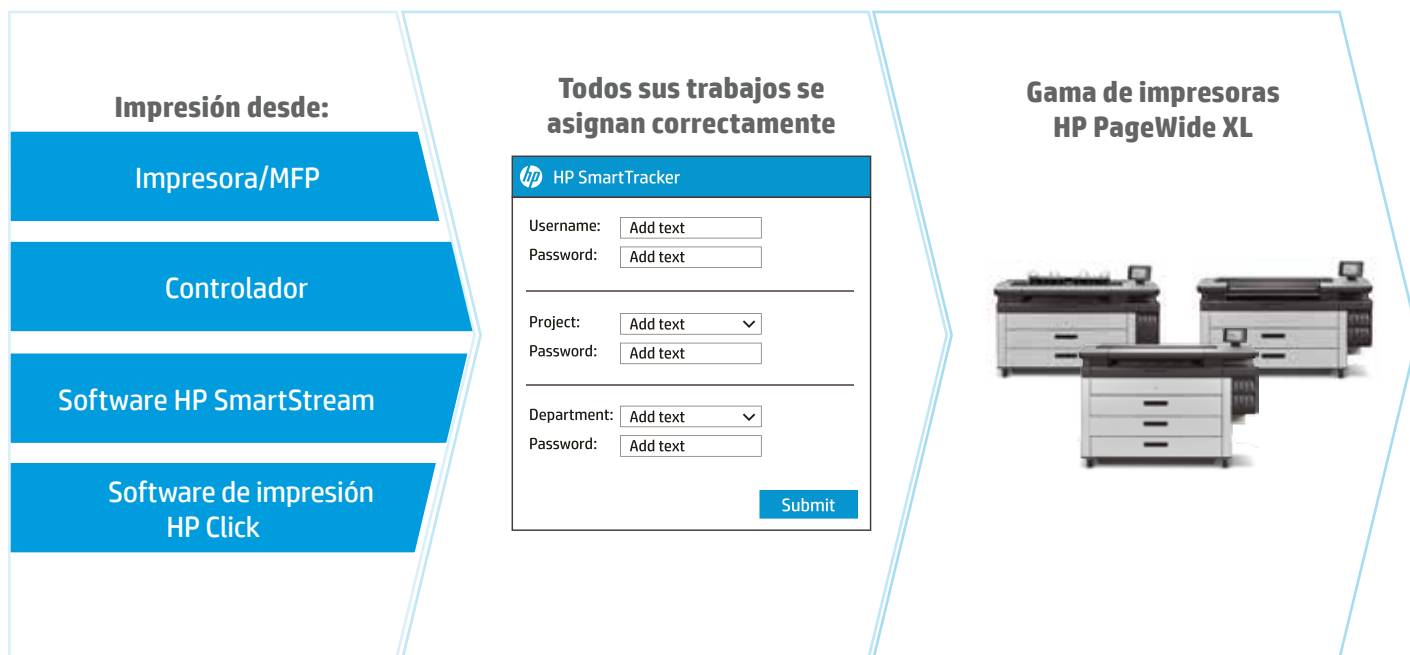 Impresión desde:
Impresora/MFP
Controlador
Software HP SmartStream
Software de impresión
HP Click
Todos sus trabajos se
asignan correctamente
hp HP SmartTracker
Username: Add text
Password: Add text
Project: Add text
Password: Add text
Department: Add text
Password: Add text
Submit
Gama de impresoras
HP PageWide XL